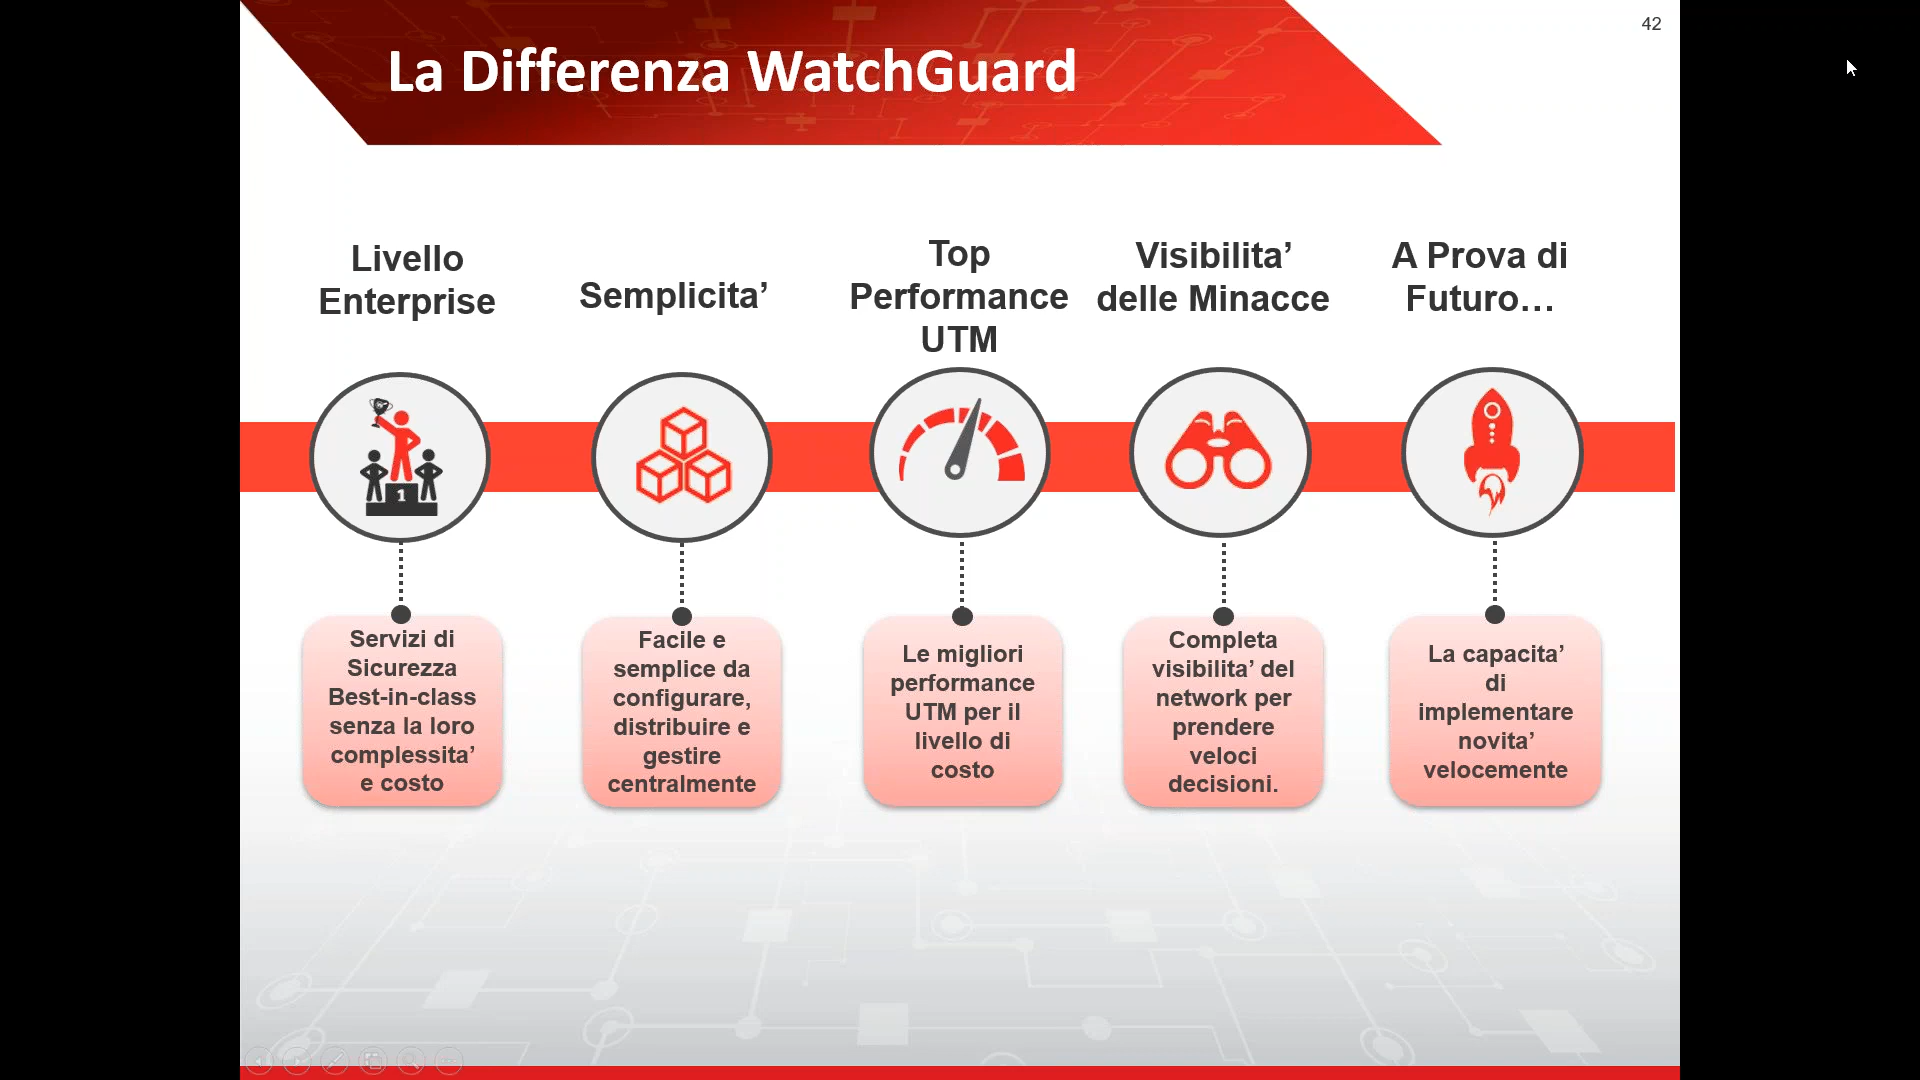 42
La Differenza WatchGuard
Livello
Enterprise
Semplicita’
Top
Performance
UTM
Visibilita’
delle Minacce
A Prova di
Futuro…
1
Servizi di
Sicurezza
Best-in-class
senza la loro
complessita’
e costo
Facile e
semplice da
configurare,
distribuire e
gestire
centralmente
Le migliori
performance
UTM per il
livello di
costo
Completa
visibilita’ del
network per
prendere
veloci
decisioni.
La capacita’
di
implementare
novita’
velocemente